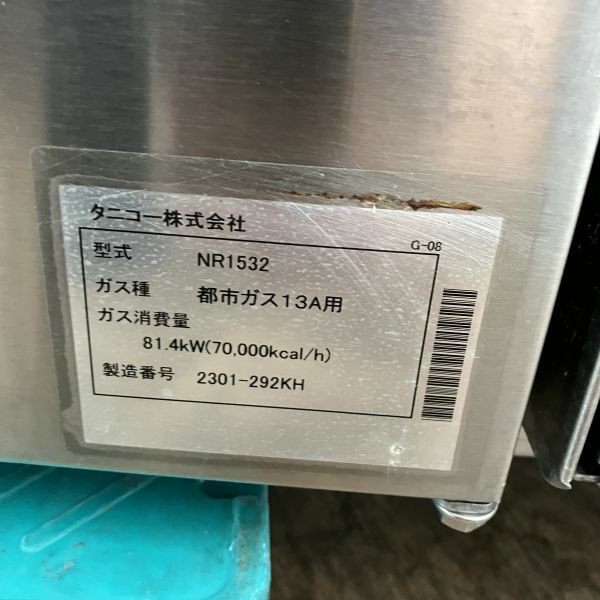 タニコー株式会社
G-08
型式 NR1532
ガス種 都市ガス13A用
ガス消費量
81.4kW(70,000kcal/h)
製造番号 2301-292KH